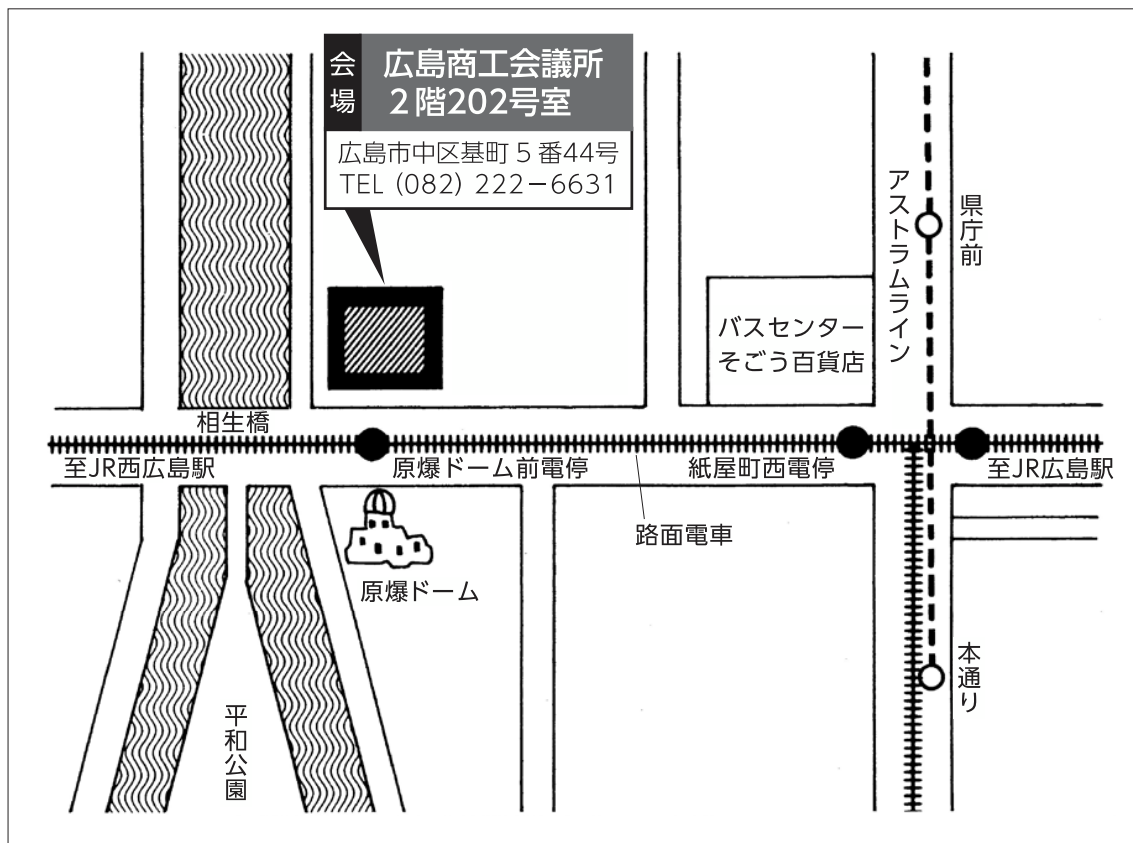 会場
広島商工会議所
2階202号室
広島市中区基町5番44号
TEL (082) 222−6631
アストラムライン
県庁前
バスセンター
そごう百貨店
相生橋
至JR西広島駅
原爆ドーム前電停
紙屋町西電停
至JR広島駅
路面電車
原爆ドーム
本通り
平和公園